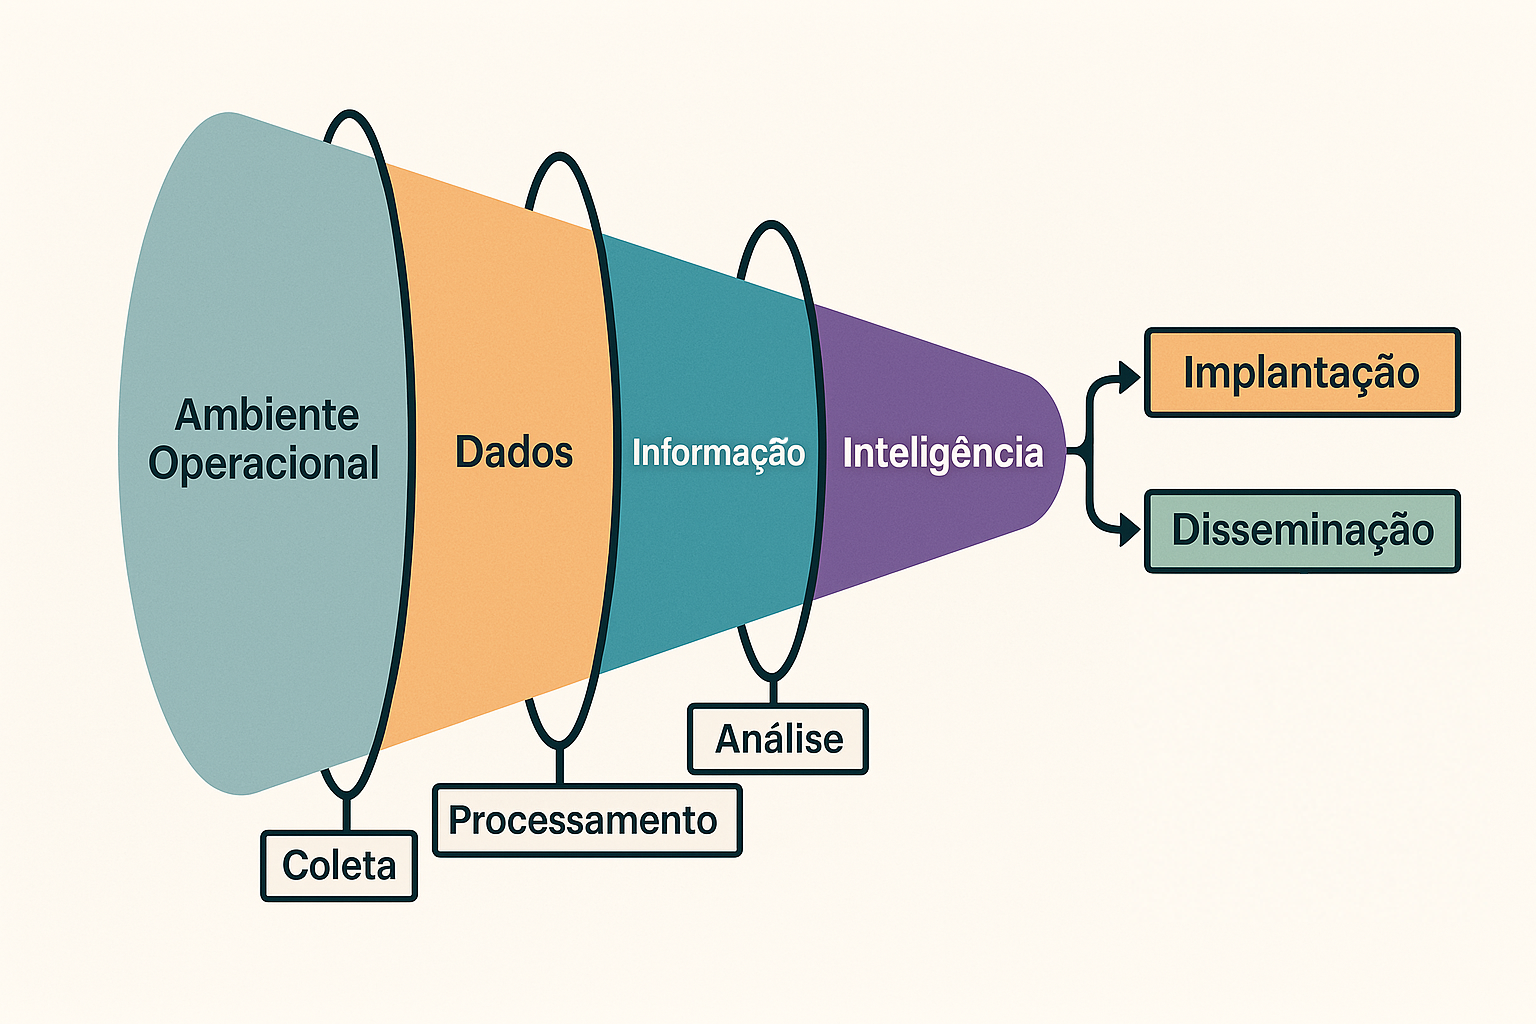 Ambiente
Operacional
Dados
Informação
Inteligência
Implantação
Disseminação
Coleta
Processamento
Análise